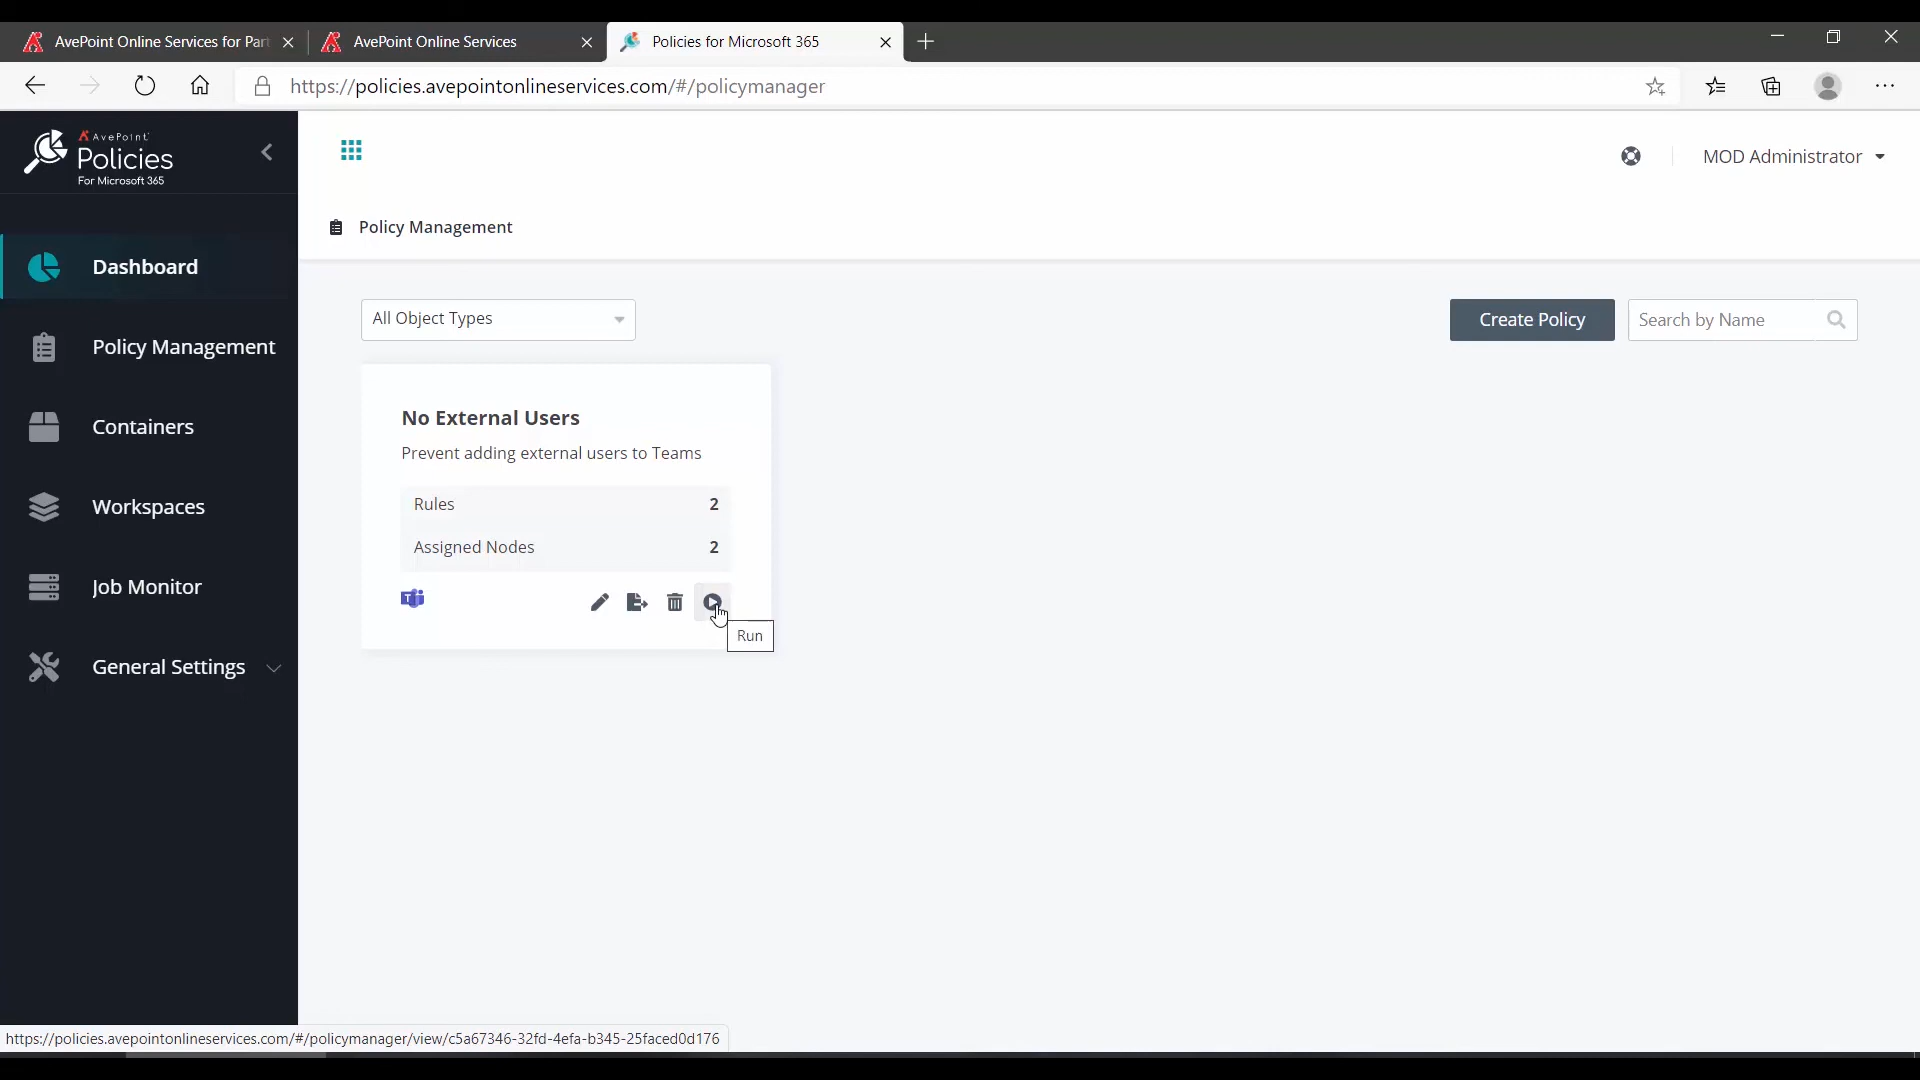 AvePoint Online Services for Par
AvePoint Online Services
Policies for Microsoft 365
https://policies.avepointonlineservices.com/#/policymanager
AvePoint
Policies
For Microsoft 365
MOD Administrator
Policy Management
Dashboard
Policy Management
Containers
Workspaces
Job Monitor
General Settings
All Object Types
Create Policy
Search by Name
No External Users
Prevent adding external users to Teams
Rules 2
Assigned Nodes 2
Run
https://policies.avepointonlineservices.com/#/policymanager/view/c5a67346-32fd-4efa-b345-25faced0d176